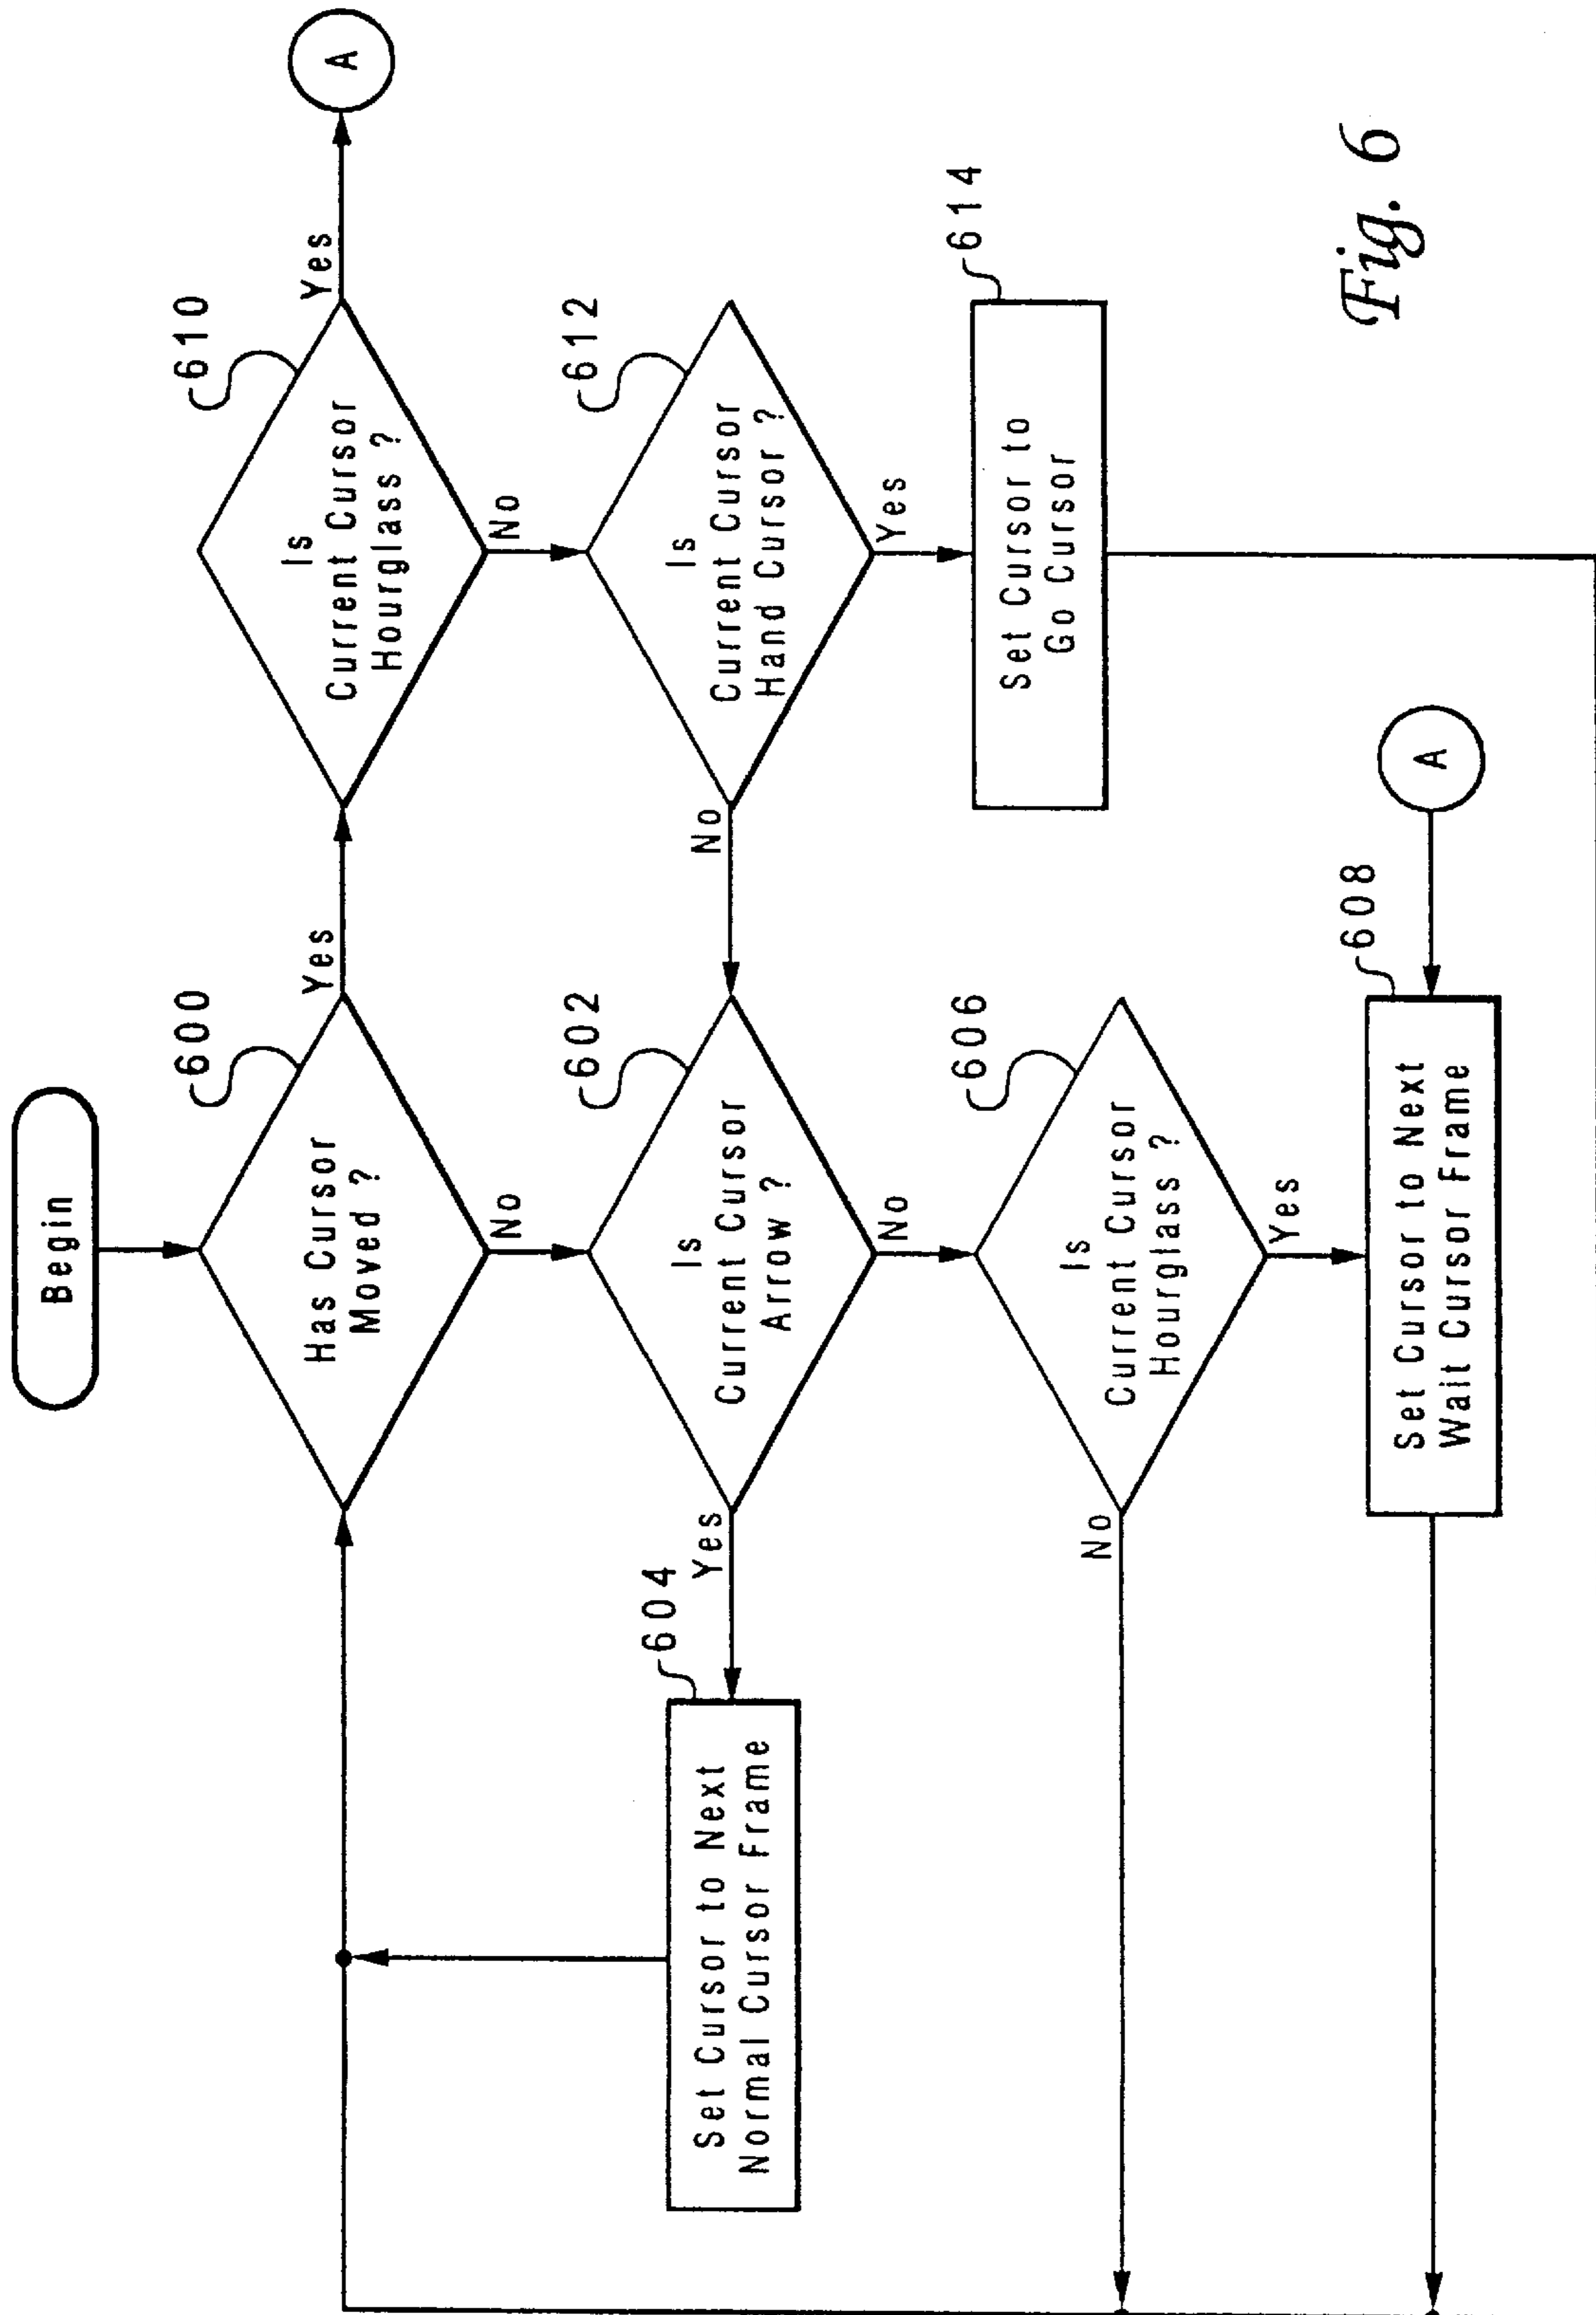 Begin
600
Has Cursor
Moved ?
Yes
No
610
Is
Current Cursor
Hourglass ?
Yes
No
A
602
Is
Current Cursor
Arrow ?
Yes
No
612
Is
Current Cursor
Hand Cursor ?
No
Yes
604
Set Cursor to Next
Normal Cursor Frame
606
Is
Current Cursor
Hourglass ?
No
Yes
614
Set Cursor to
Go Cursor
608
Set Cursor to Next
Wait Cursor Frame
A
Fig. 6